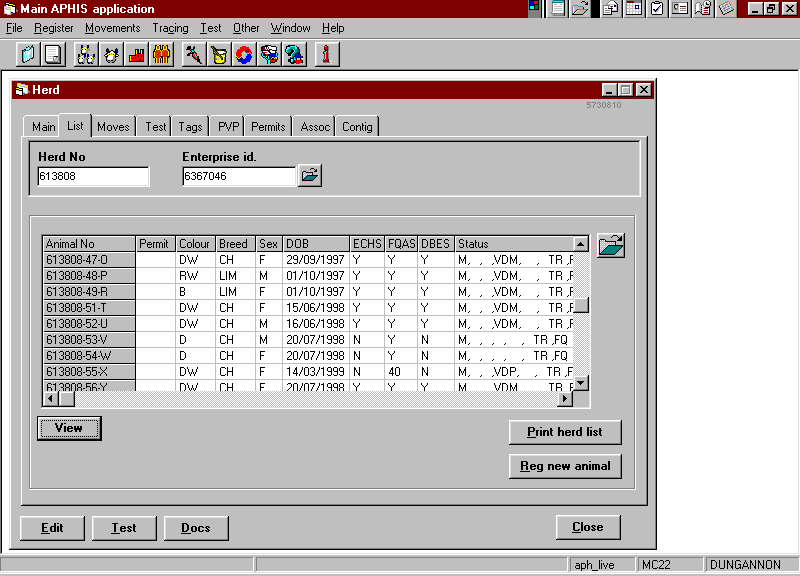 Main APHIS application
File Register Movements Tracing Test Other Window Help
Herd
5730810
Main List Moves Test Tags PVP Permits Assoc Contig
Herd No Enterprise id.
613808 6367046
Animal No Permit Colour Breed Sex DOB ECHS FQAS DBES Status
613808-47-O DW CH F 29/09/1997 Y Y Y M, , ,VDM, , TR ,F
613808-48-P RW LIM M 01/10/1997 Y Y Y M, , ,VDM, , TR ,F
613808-49-R B LIM F 01/10/1997 Y Y Y M, , ,VDM, , TR ,F
613808-51-T DW CH F 15/06/1998 Y Y Y M, , ,VDM, , TR ,F
613808-52-U DW CH M 16/06/1998 Y Y Y M, , ,VDM, , TR ,F
613808-53-V D CH M 20/07/1998 N Y N M, , , , , TR ,FQ
613808-54-W D CH F 20/07/1998 N Y N M, , , , , TR ,FQ
613808-55-X DW CH F 14/03/1999 N 40 N M, , ,VDP, , TR ,F
613808-56-Y DW CH F 20/07/1998 Y Y Y M, , ,VDM, , TR ,F
View
Print herd list
Reg new animal
Edit Test Docs Close
aph_live MC22 DUNGANNON